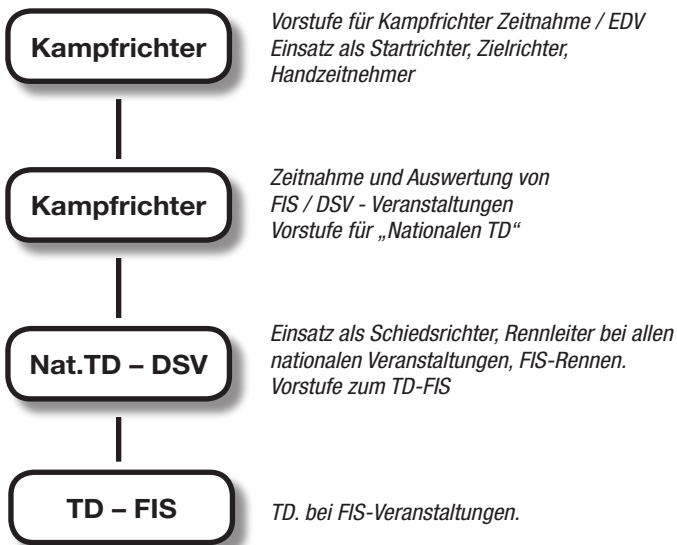 Kampfrichter
Vorstufe für Kampfrichter Zeitnahme / EDV
Einsatz als Startrichter, Zielrichter,
Handzeitnehmer
Kampfrichter
Zeitnahme und Auswertung von
FIS / DSV - Veranstaltungen
Vorstufe für „Nationalen TD“
Nat.TD – DSV
Einsatz als Schiedsrichter, Rennleiter bei allen
nationalen Veranstaltungen, FIS-Rennen.
Vorstufe zum TD-FIS
TD – FIS
TD. bei FIS-Veranstaltungen.